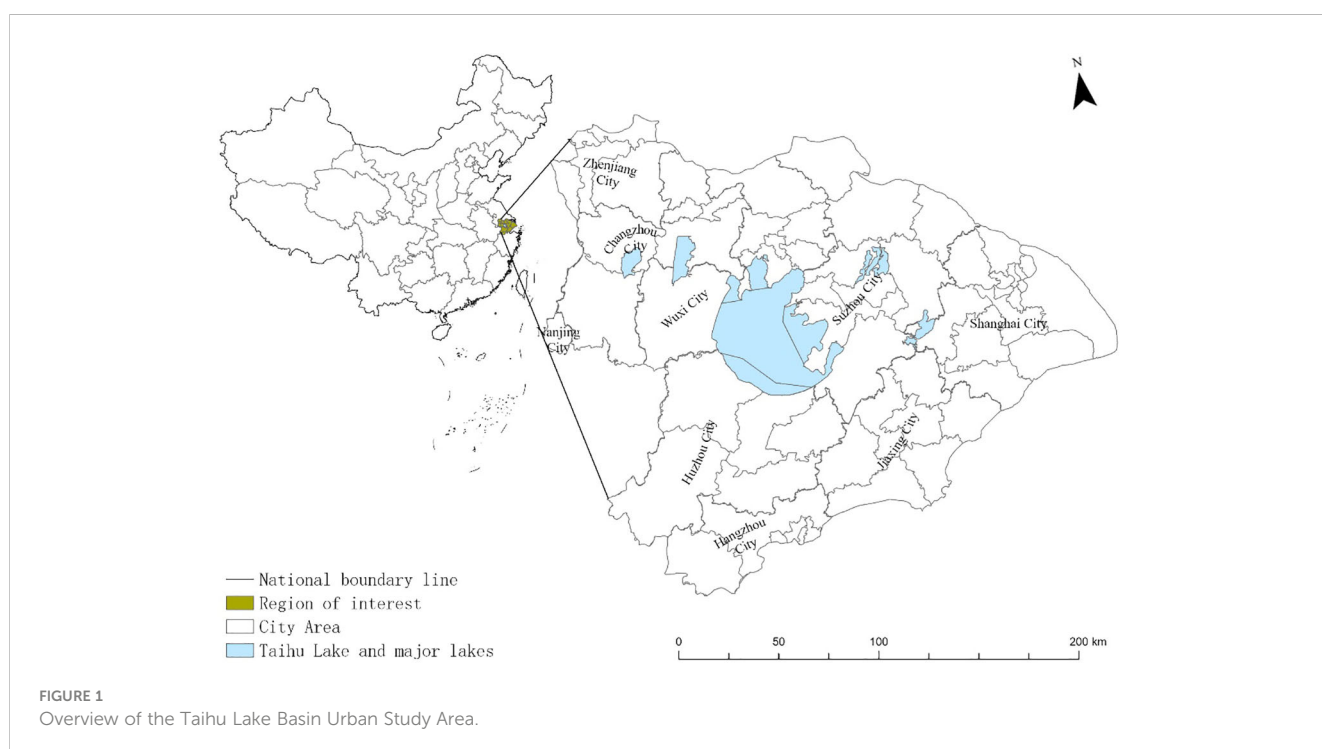 N
Zhenjiang
City
Changzhou
City
Wuxi City
Suzhou City
Shanghai City
Nanjing
City
Huzhou City
Jiaxing City
Hangzhou
City
National boundary line
Region of interest
City Area
Taihu Lake and major lakes
0 50 100 200 km
FIGURE 1
Overview of the Taihu Lake Basin Urban Study Area.